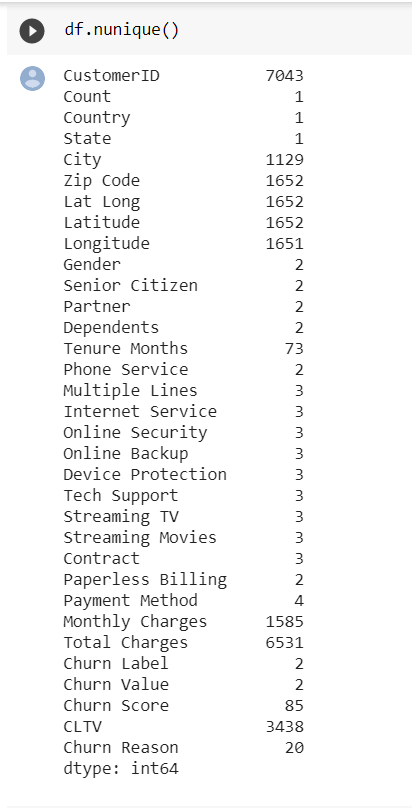 df.nunique()
CustomerID 7043
Count 1
Country 1
State 1
City 1129
Zip Code 1652
Lat Long 1652
Latitude 1652
Longitude 1651
Gender 2
Senior Citizen 2
Partner 2
Dependents 2
Tenure Months 73
Phone Service 2
Multiple Lines 3
Internet Service 3
Online Security 3
Online Backup 3
Device Protection 3
Tech Support 3
Streaming TV 3
Streaming Movies 3
Contract 3
Paperless Billing 2
Payment Method 4
Monthly Charges 1585
Total Charges 6531
Churn Label 2
Churn Value 2
Churn Score 85
CLTV 3438
Churn Reason 20
dtype: int64